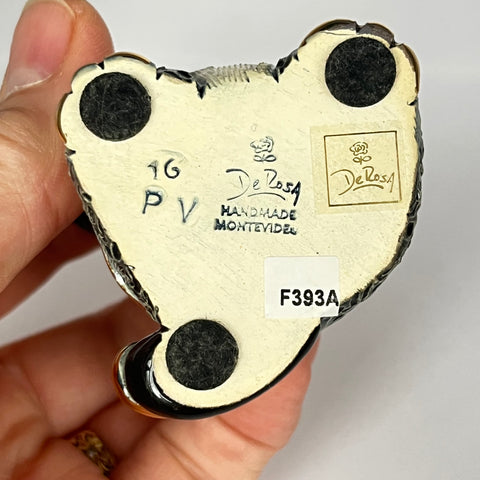 16
P V
De Rosa
HANDMADE
MONTEVIDEo
De Rosa
F393A